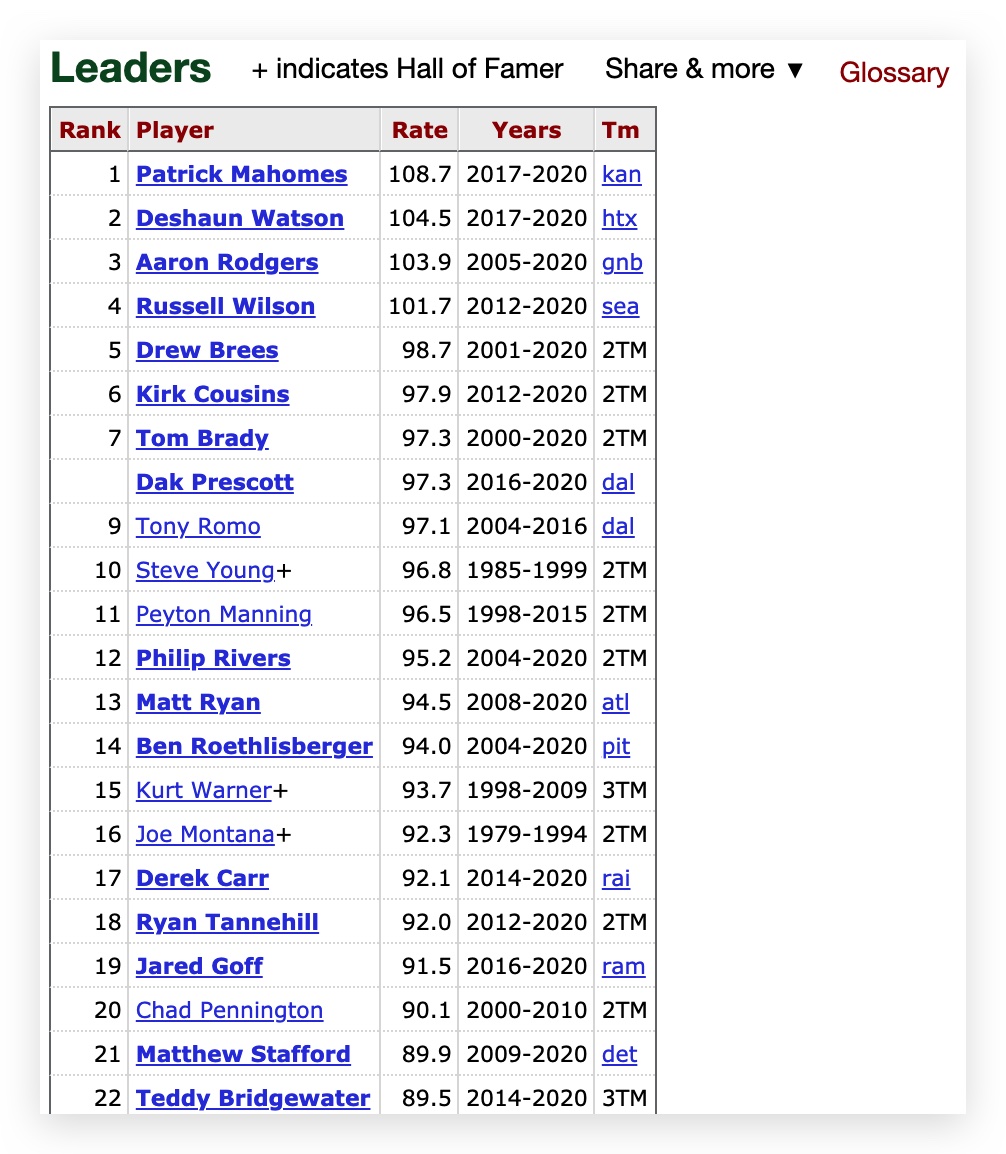 Leaders + indicates Hall of Famer Share & more ▼ Glossary
Rank Player Rate Years Tm
1 Patrick Mahomes 108.7 2017-2020 kan
2 Deshaun Watson 104.5 2017-2020 htx
3 Aaron Rodgers 103.9 2005-2020 gnb
4 Russell Wilson 101.7 2012-2020 sea
5 Drew Brees 98.7 2001-2020 2TM
6 Kirk Cousins 97.9 2012-2020 2TM
7 Tom Brady 97.3 2000-2020 2TM
Dak Prescott 97.3 2016-2020 dal
9 Tony Romo 97.1 2004-2016 dal
10 Steve Young+ 96.8 1985-1999 2TM
11 Peyton Manning 96.5 1998-2015 2TM
12 Philip Rivers 95.2 2004-2020 2TM
13 Matt Ryan 94.5 2008-2020 atl
14 Ben Roethlisberger 94.0 2004-2020 pit
15 Kurt Warner+ 93.7 1998-2009 3TM
16 Joe Montana+ 92.3 1979-1994 2TM
17 Derek Carr 92.1 2014-2020 rai
18 Ryan Tannehill 92.0 2012-2020 2TM
19 Jared Goff 91.5 2016-2020 ram
20 Chad Pennington 90.1 2000-2010 2TM
21 Matthew Stafford 89.9 2009-2020 det
22 Teddy Bridgewater 89.5 2014-2020 3TM